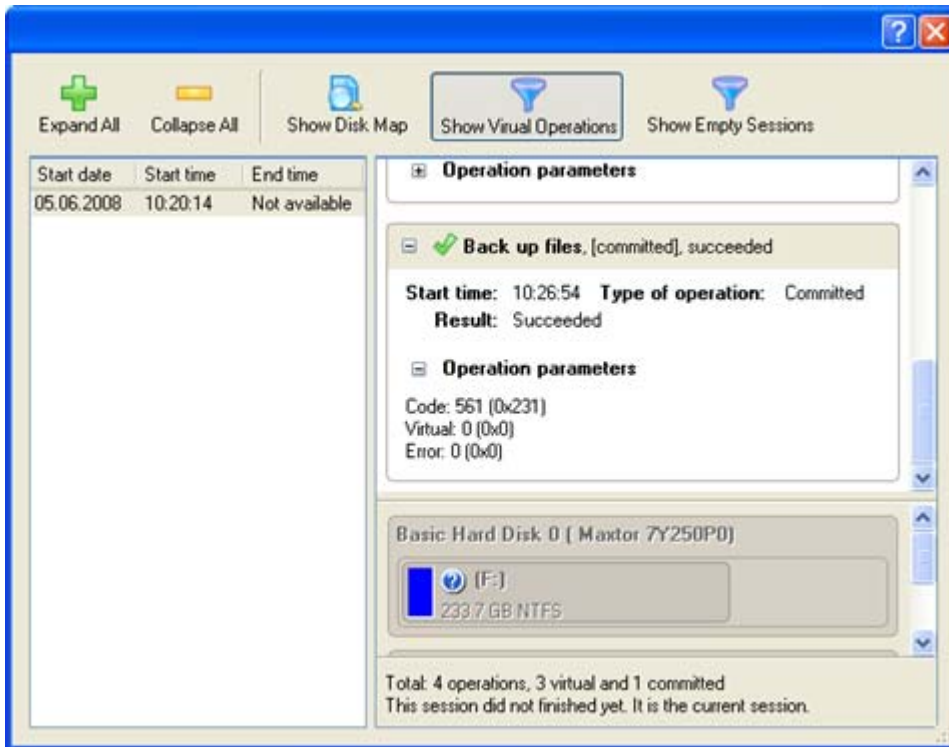 Expand All Collapse All Show Disk Map Show Virual Operations Show Empty Sessions
Start date Start time End time
05.06.2008 10:20:14 Not available
Operation parameters
Back up files, [committed], succeeded
Start time: 10:26:54 Type of operation: Committed
Result: Succeeded
Operation parameters
Code: 561 (0x231)
Virtual: 0 (0x0)
Error: 0 (0x0)
Basic Hard Disk 0 ( Maxtor 7Y250P0)
(F:)
233.7 GB NTFS
Total: 4 operations, 3 virtual and 1 committed
This session did not finished yet. It is the current session.